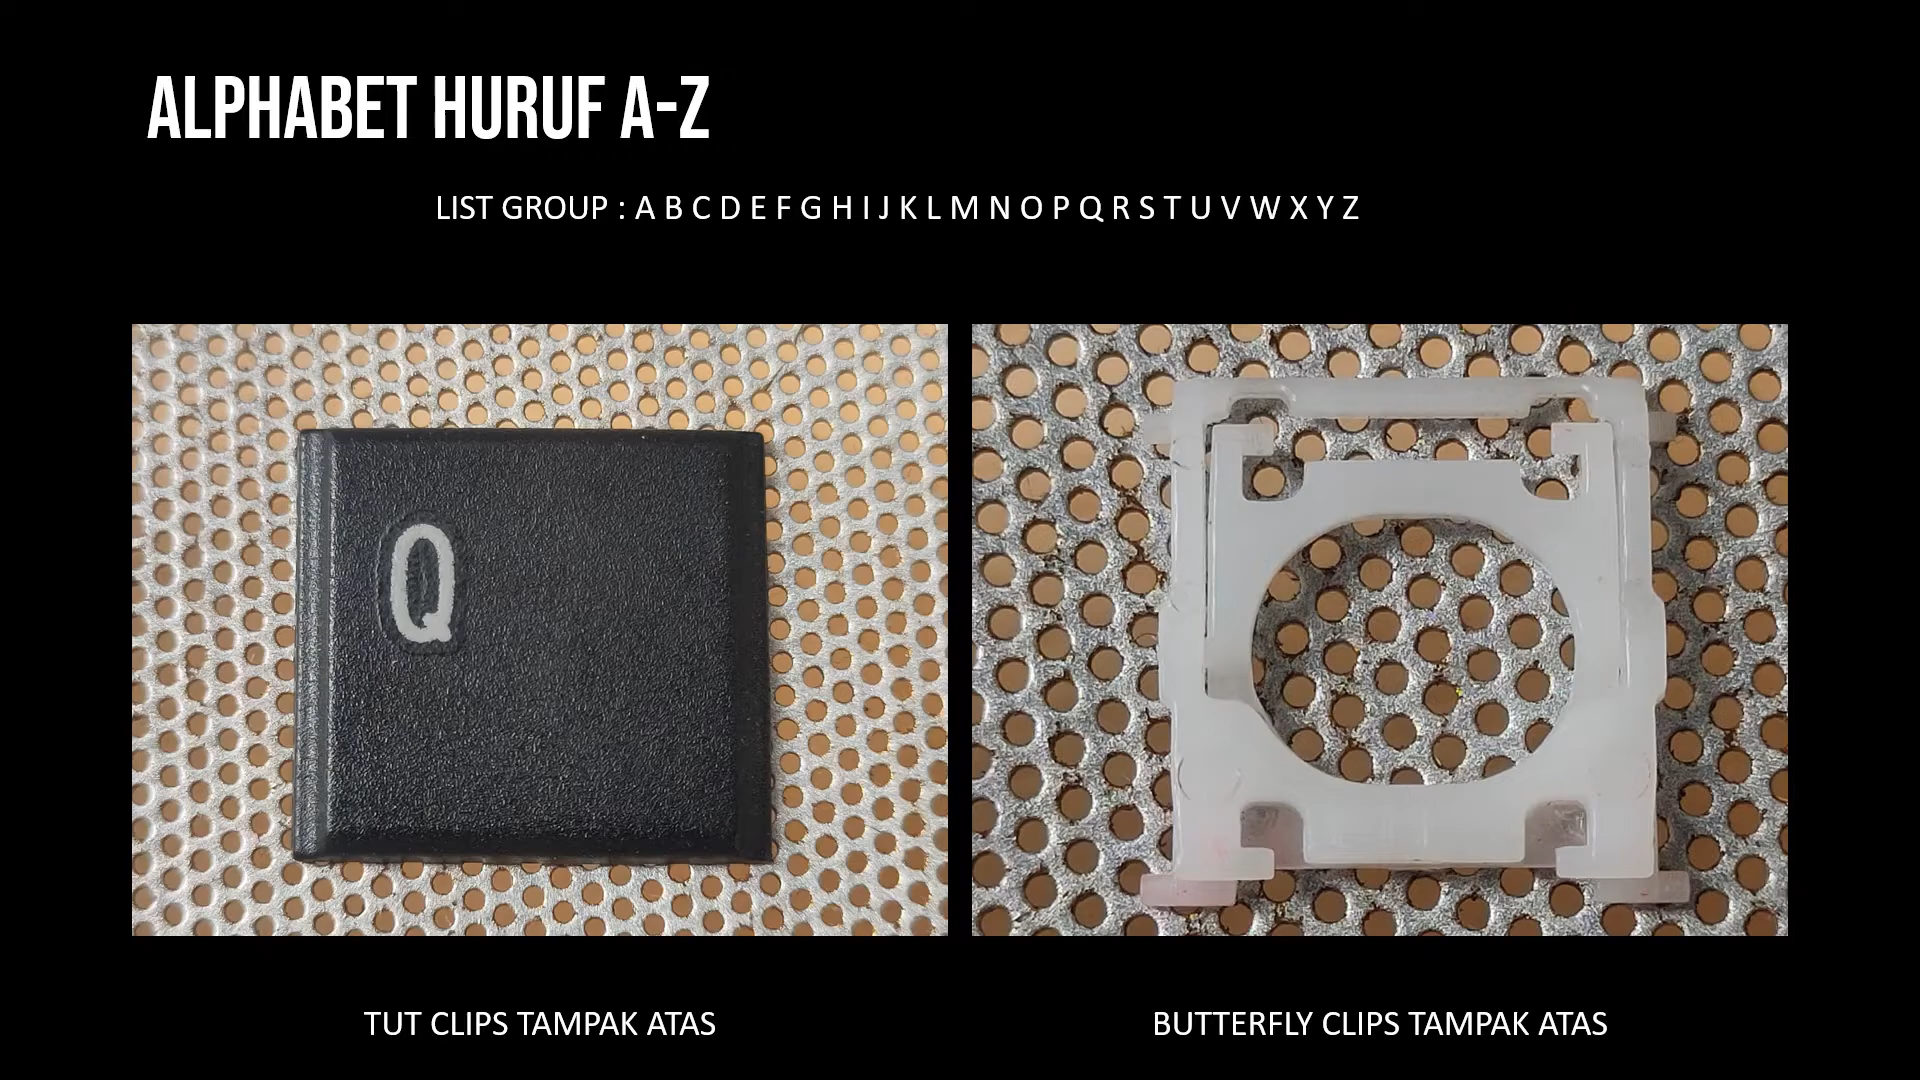 ALPHABET HURUF A-Z
LIST GROUP : A B C D E F G H I J K L M N O P Q R S T U V W X Y Z
Q
TUT CLIPS TAMPAK ATAS
BUTTERFLY CLIPS TAMPAK ATAS